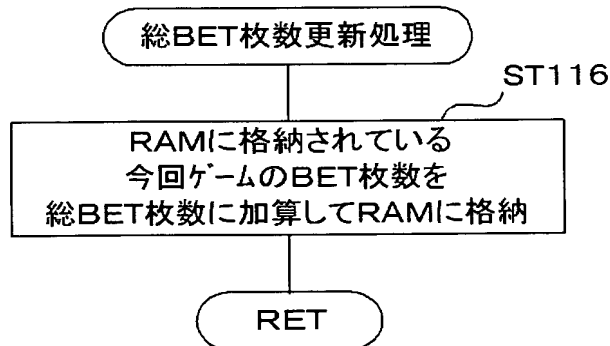 総BET枚数更新処理
ST116
RAMに格納されている
今回ゲームのBET枚数を
総BET枚数に加算してRAMに格納
RET